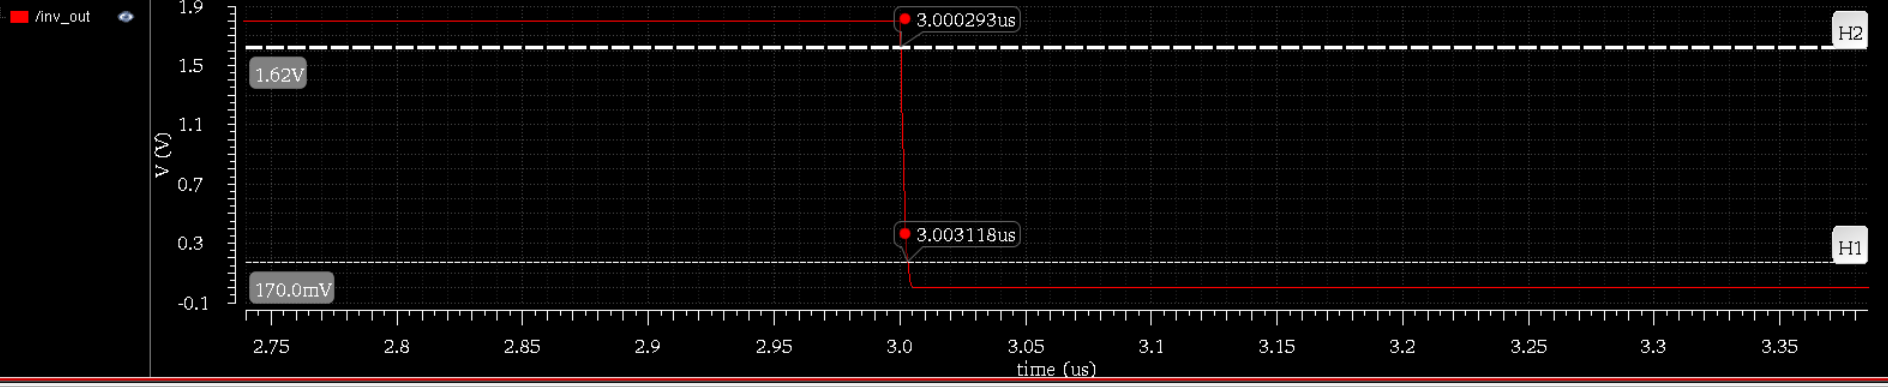 /inv_out
1.9
3.000293us
H2
1.5
1.62V
1.1
V (V)
0.7
3.003118us
0.3
H1
170.0mV
-0.1
2.75 2.8 2.85 2.9 2.95 3.0 3.05 3.1 3.15 3.2 3.25 3.3 3.35
time (us)